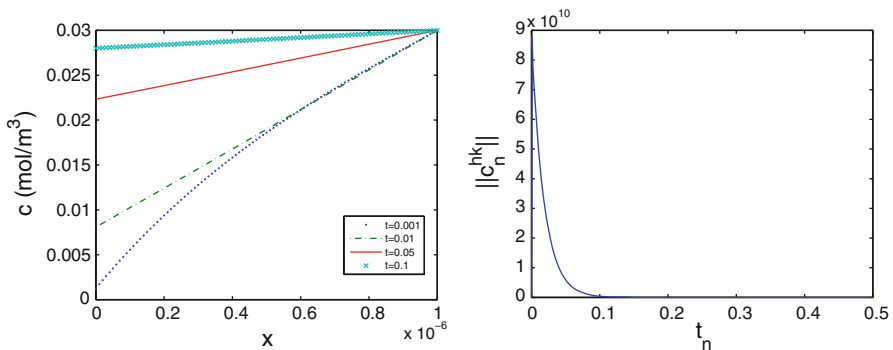 0.03
0.025
0.02
0.015
0.01
0.005
0
c (mol/m³)
0 0.2 0.4 0.6 0.8 1
x 10⁻⁶
x
t=0.001
t=0.01
t=0.05
t=0.1
9 x 10¹⁰
8
7
6
5
4
3
2
1
0
||c_n^hk||
0 0.1 0.2 0.3 0.4 0.5
t_n